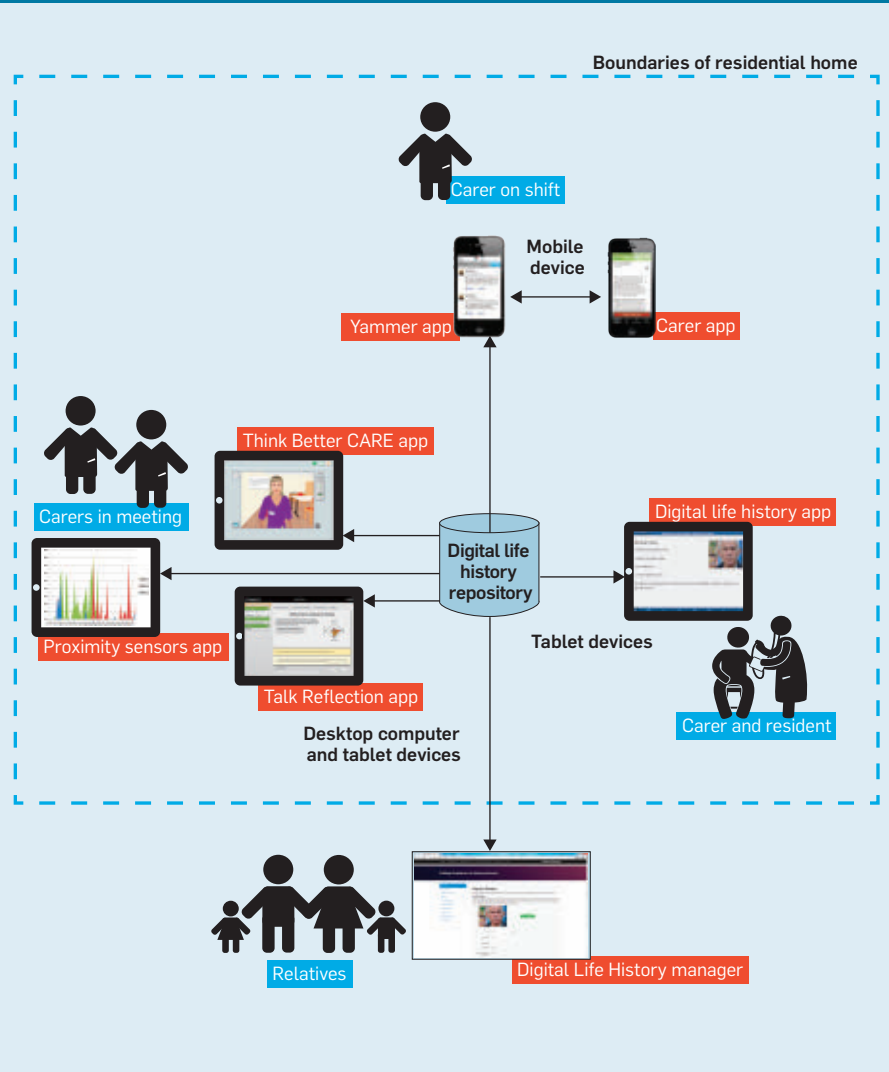 Boundaries of residential home
Carer on shift
Mobile
device
Yammer app
Carer app
Think Better CARE app
Carers in meeting
Digital life history app
Digital life
history
repository
Proximity sensors app
Tablet devices
Talk Reflection app
Carer and resident
Desktop computer
and tablet devices
Relatives
Digital Life History manager